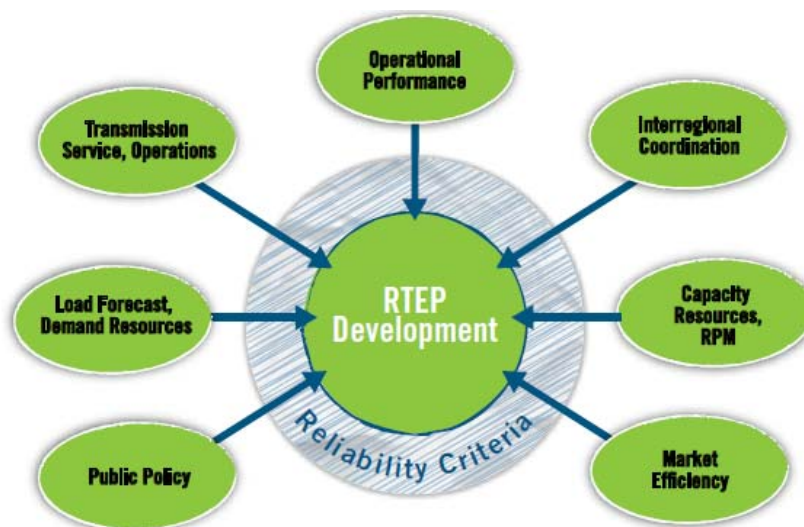 Operational
Performance
Transmission
Service, Operations
Interregional
Coordination
Load Forecast,
Demand Resources
RTEP
Development
Capacity
Resources,
RPM
Reliability Criteria
Public Policy
Market
Efficiency